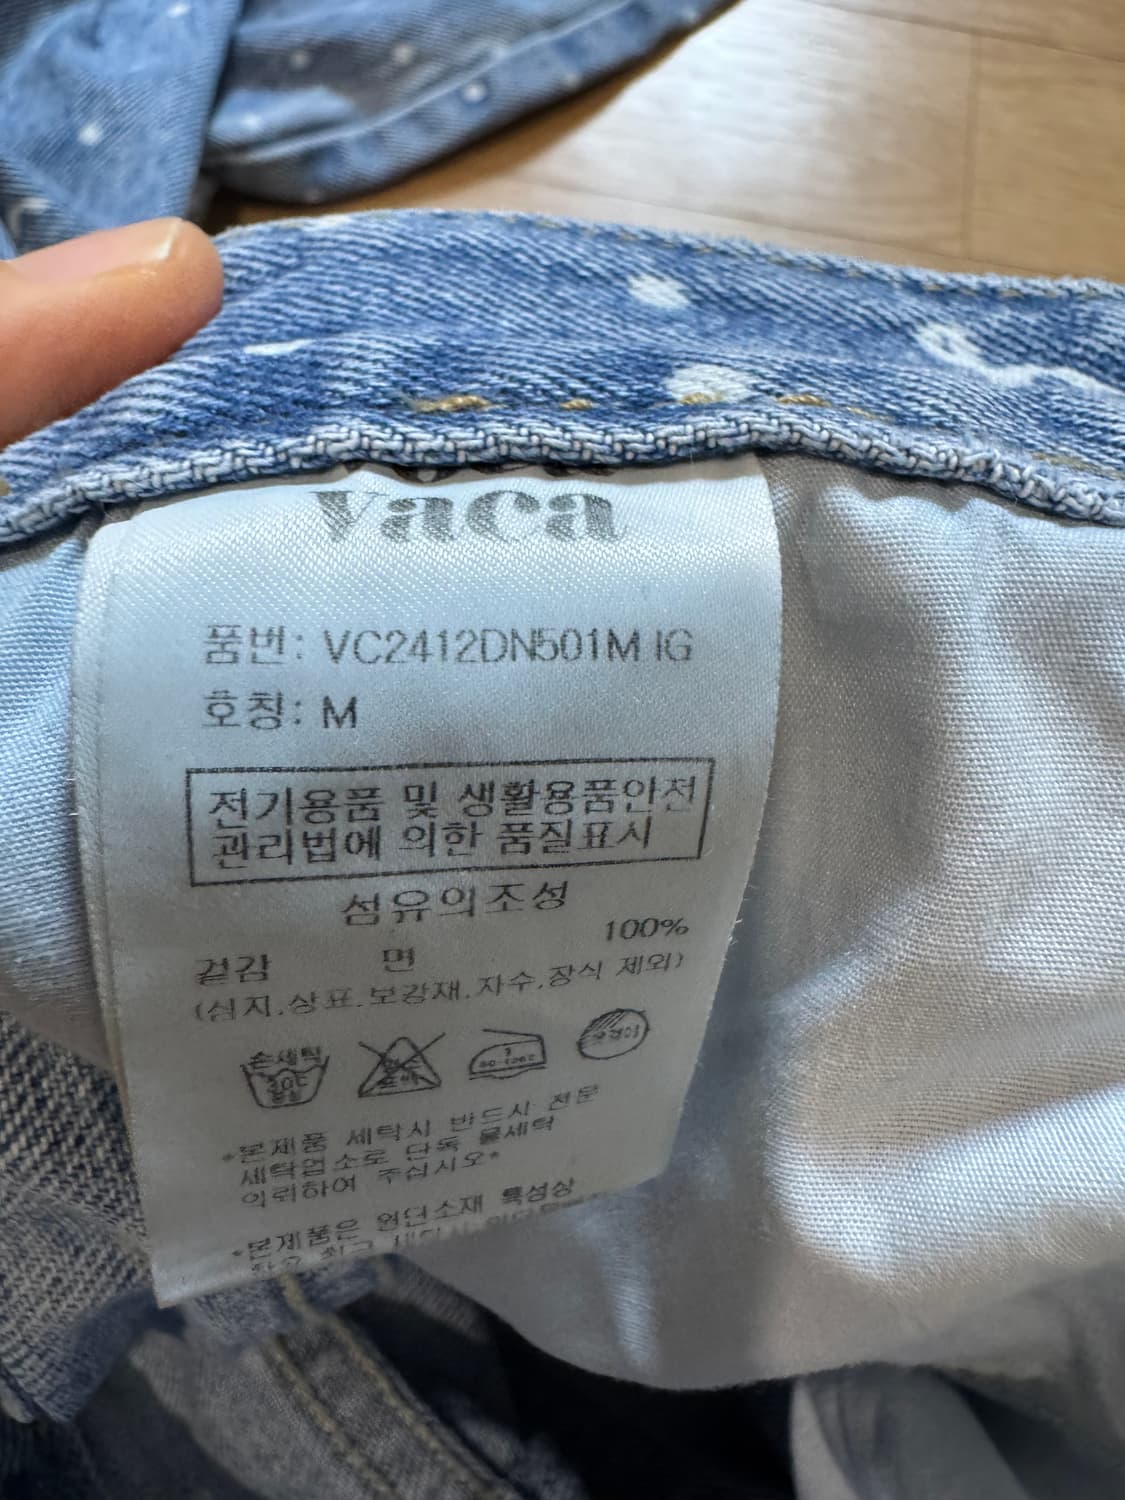 vaca
품번: VC2412DN501M IG
호칭: M
전기용품 및 생활용품안전
관리법에 의한 품질표시
섬유의조성
겉감 면 100%
(심지,상표,보강재,자수,장식 제외)
손세탁
*본제품 세탁시 반드시 전문
세탁업소로 단독 물세탁
의뢰하여 주십시오*
*본제품은 원단소재 특성상